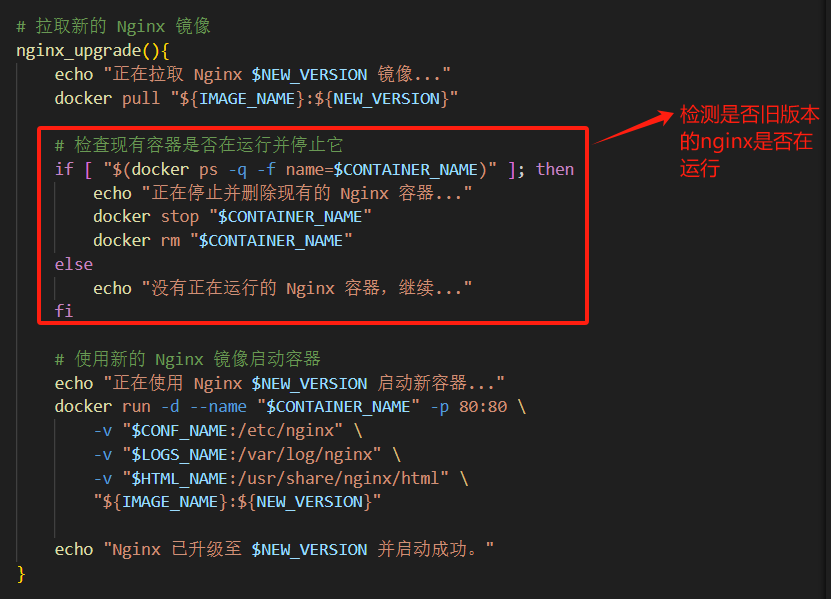 # 拉取新的 Nginx 镜像
nginx_upgrade(){
echo "正在拉取 Nginx $NEW_VERSION 镜像..."
docker pull "${IMAGE_NAME}:${NEW_VERSION}"
# 检查现有容器是否在运行并停止它
if [ "$(docker ps -q -f name=$CONTAINER_NAME)" ]; then
echo "正在停止并删除现有的 Nginx 容器..."
docker stop "$CONTAINER_NAME"
docker rm "$CONTAINER_NAME"
else
echo "没有正在运行的 Nginx 容器，继续..."
fi
检测是否旧版本
的nginx是否在
运行
# 使用新的 Nginx 镜像启动容器
echo "正在使用 Nginx $NEW_VERSION 启动新容器..."
docker run -d --name "$CONTAINER_NAME" -p 80:80 \
-v "$CONF_NAME:/etc/nginx" \
-v "$LOGS_NAME:/var/log/nginx" \
-v "$HTML_NAME:/usr/share/nginx/html" \
"${IMAGE_NAME}:${NEW_VERSION}"
echo "Nginx 已升级至 $NEW_VERSION 并启动成功。"
}